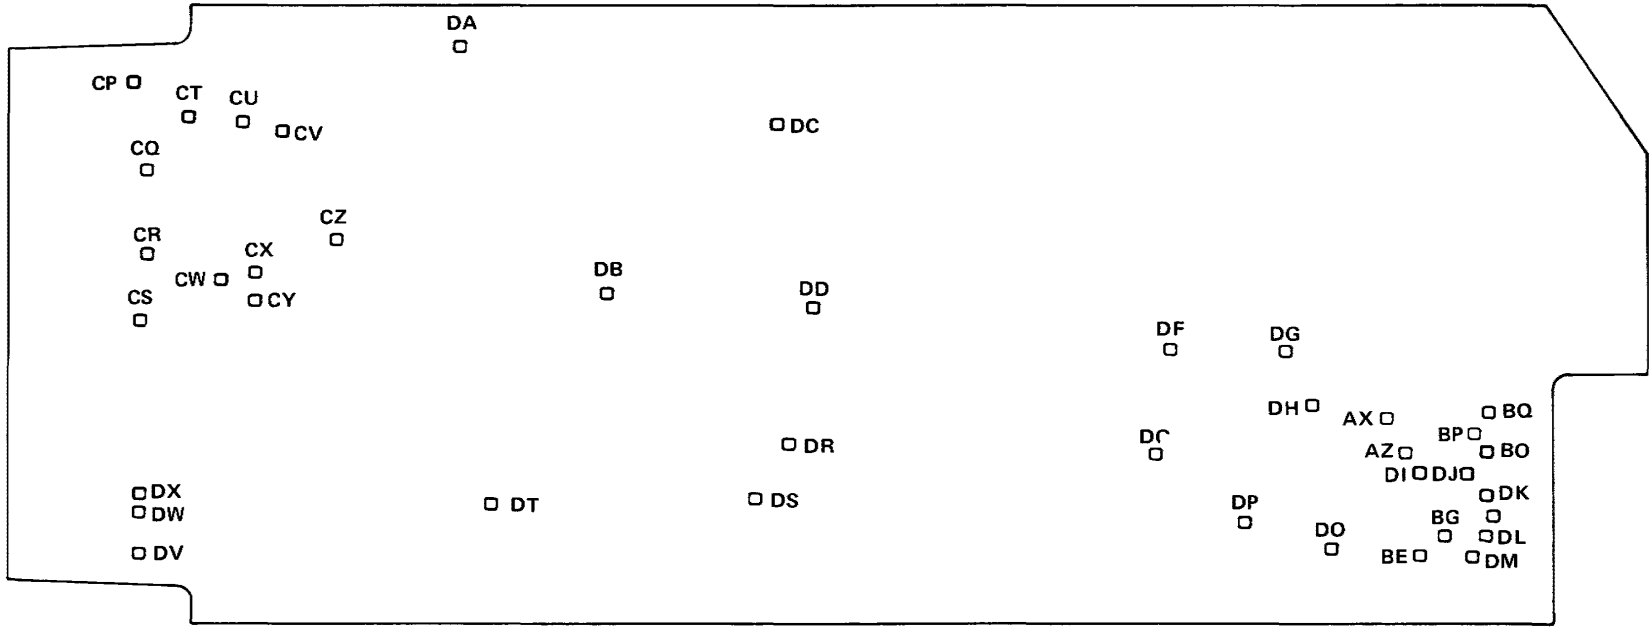 DA
CP
CT
CU
CV
DC
CQ
CZ
CR
CX
CW
CY
CS
DB
DD
DF
DG
DH
AX
BQ
BP
BO
AZ
DI
DJ
DR
DK
DX
DW
DT
DS
DP
BG
DO
DL
BE
DM
DV